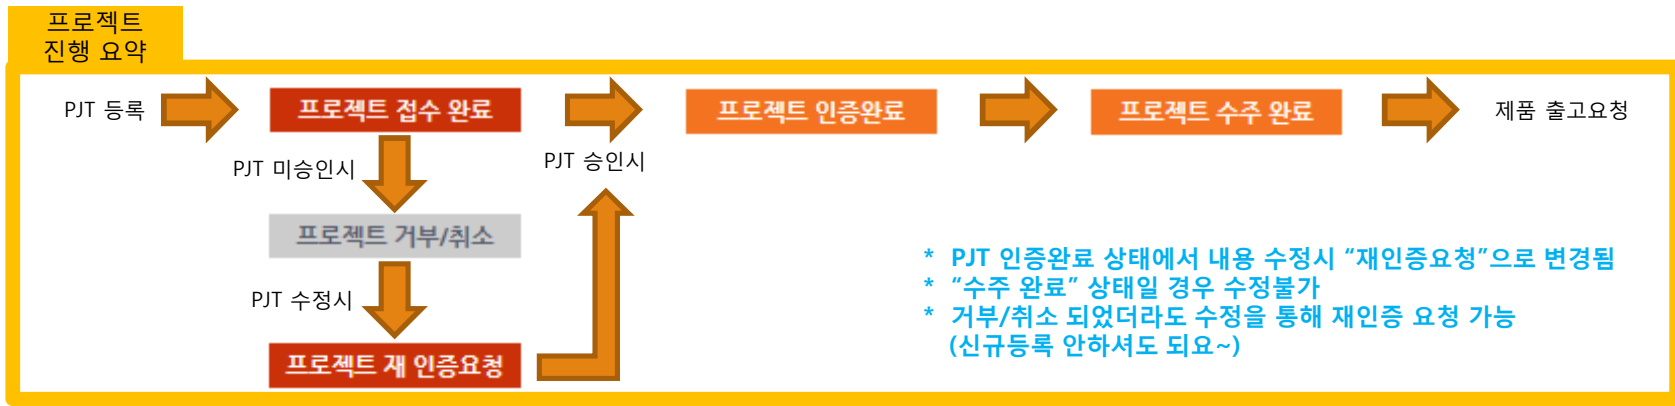 프로젝트
진행 요약
PJT 등록
프로젝트 접수 완료
프로젝트 인증완료
프로젝트 수주 완료
제품 출고요청
PJT 미승인시
PJT 승인시
프로젝트 거부/취소
PJT 수정시
프로젝트 재 인증요청
* PJT 인증완료 상태에서 내용 수정시 “재인증요청”으로 변경됨
* “수주 완료” 상태일 경우 수정불가
* 거부/취소 되었더라도 수정을 통해 재인증 요청 가능
(신규등록 안하셔도 되요~)